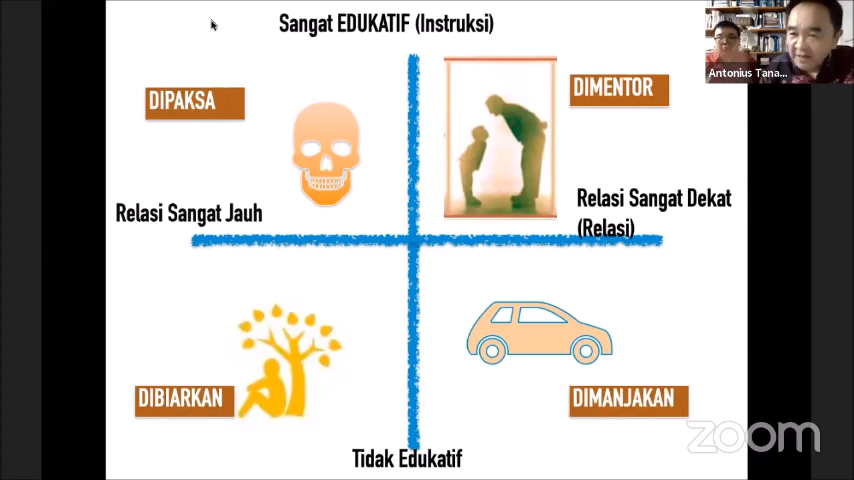 Sangat EDUKATIF (Instruksi)
DIPAKSA
DIMENTOR
Antonius Tana...
Relasi Sangat Jauh
Relasi Sangat Dekat
(Relasi)
DIBIARKAN
DIMANJAKAN
zoom
Tidak Edukatif